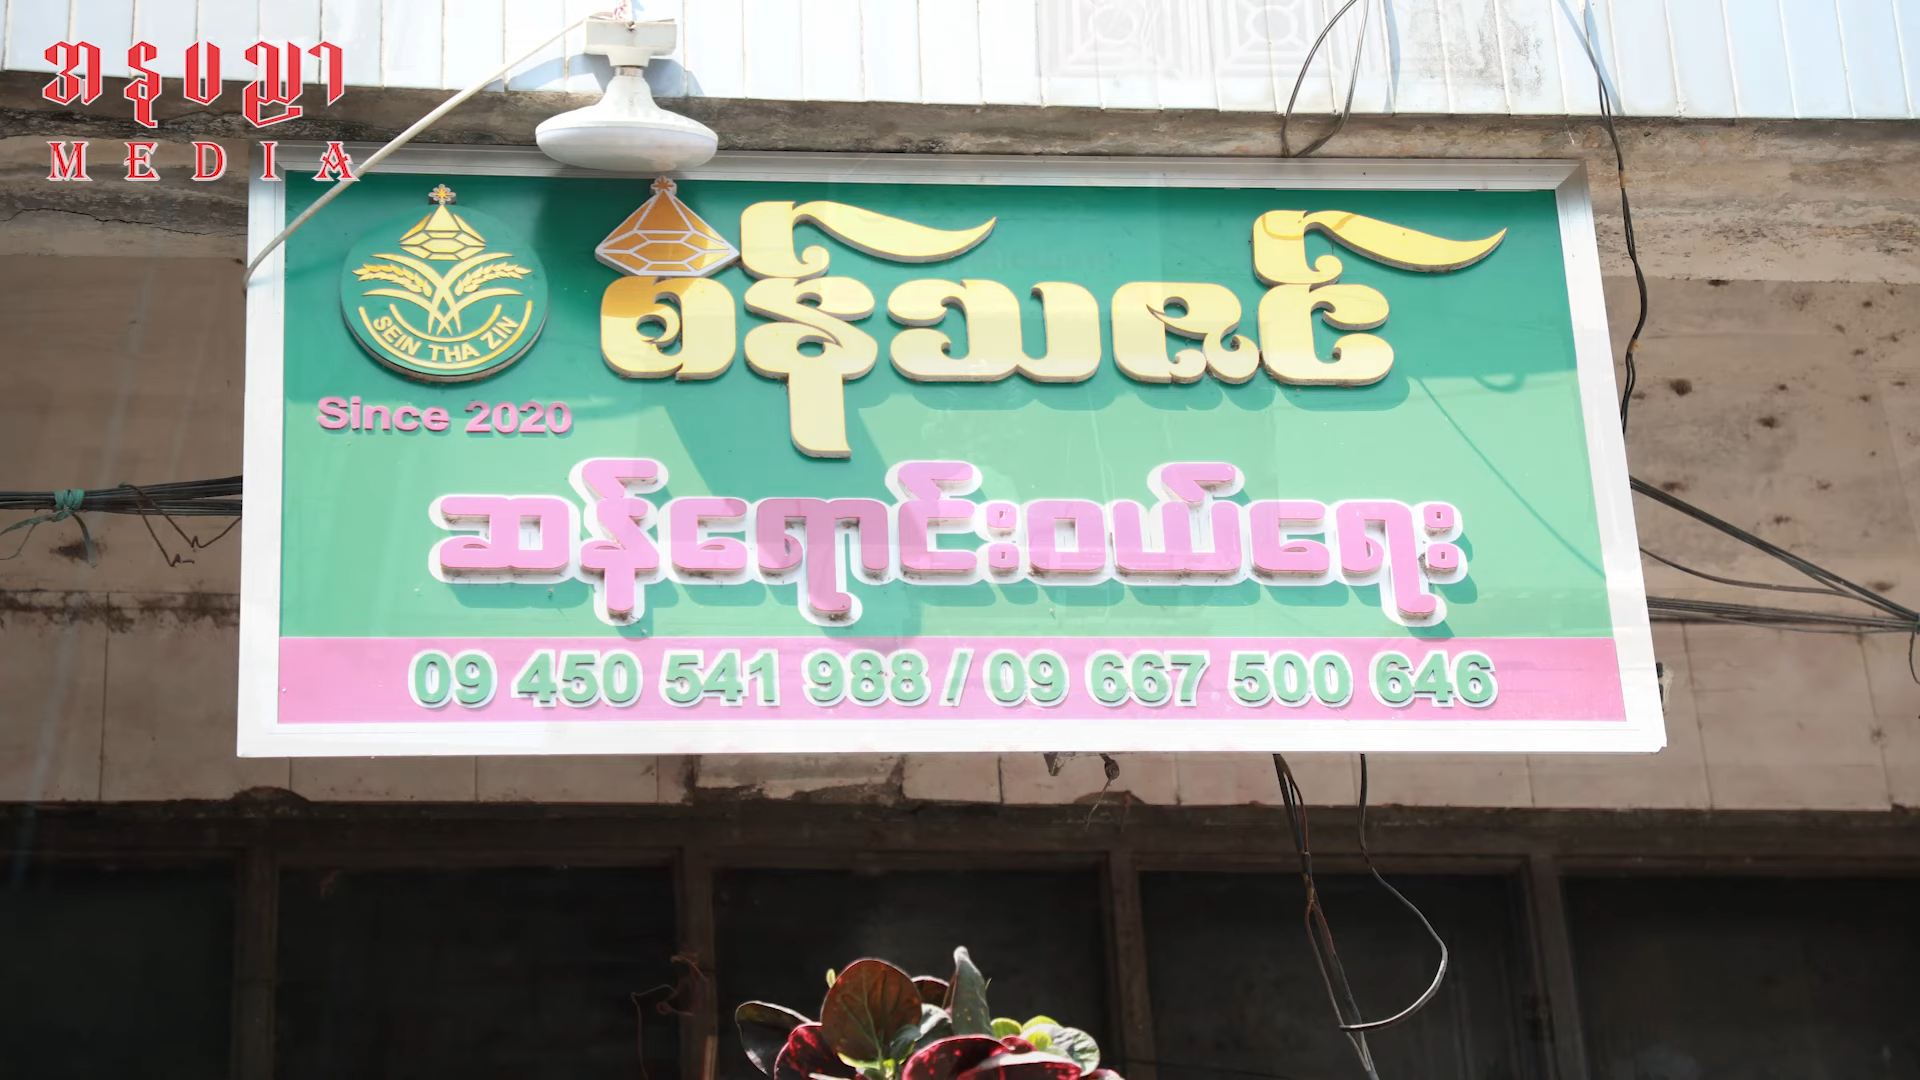 အနုပညာ
MEDIA
SEIN THA ZIN
Since 2020
စိန်သဇင်
ဆန်ရောင်းဝယ်ရေး
09 450 541 988 / 09 667 500 646